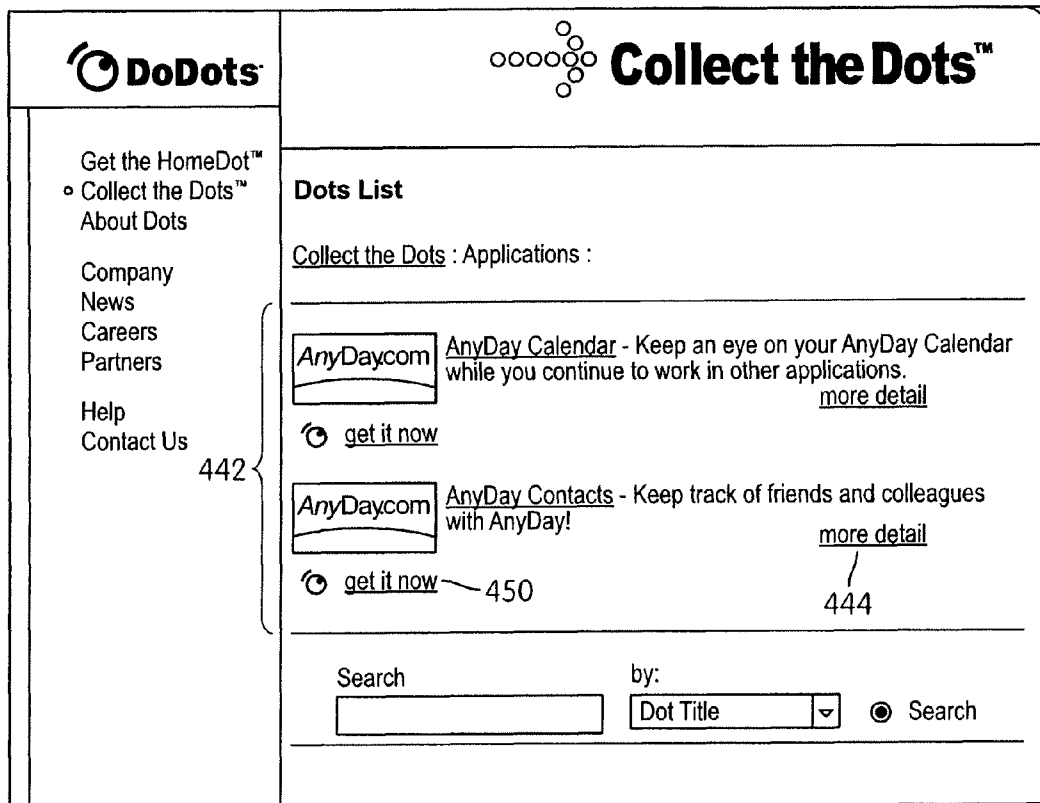 DoDots
Collect the Dots™
Get the HomeDot™
Collect the Dots™
About Dots
Company
News
Careers
Partners
Help
Contact Us
442
Dots List
Collect the Dots : Applications :
AnyDay.com
AnyDay Calendar - Keep an eye on your AnyDay Calendar
while you continue to work in other applications.
more detail
get it now
AnyDay.com
AnyDay Contacts - Keep track of friends and colleagues
with AnyDay!
more detail
get it now
450
444
Search
by:
Dot Title
Search